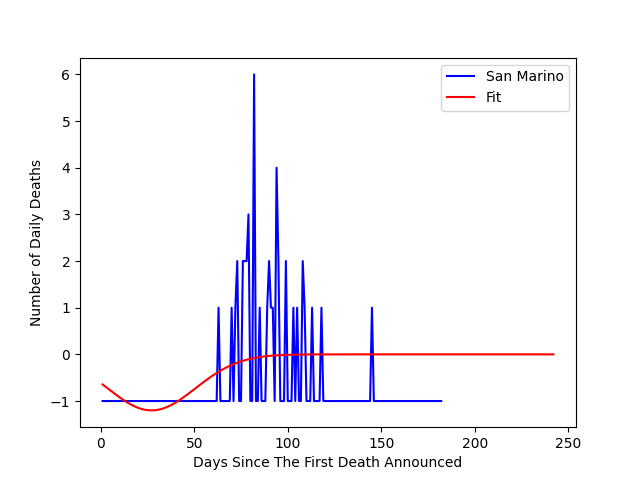 San Marino
Fit
Number of Daily Deaths
6
5
4
3
2
1
0
−1
0 50 100 150 200 250
Days Since The First Death Announced